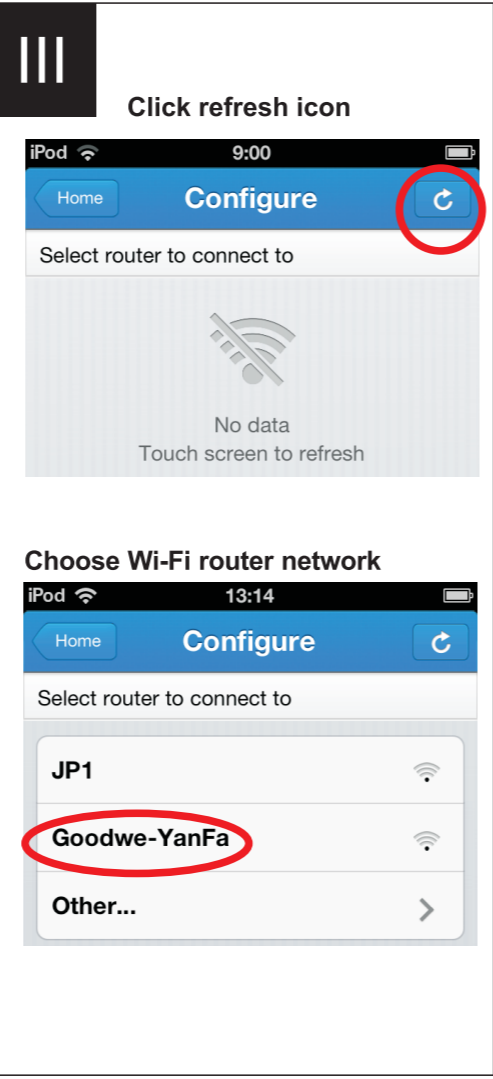 III
Click refresh icon
iPod 9:00
Home Configure
Select router to connect to
No data
Touch screen to refresh
Choose Wi-Fi router network
iPod 13:14
Home Configure
Select router to connect to
JP1
Goodwe-YanFa
Other...